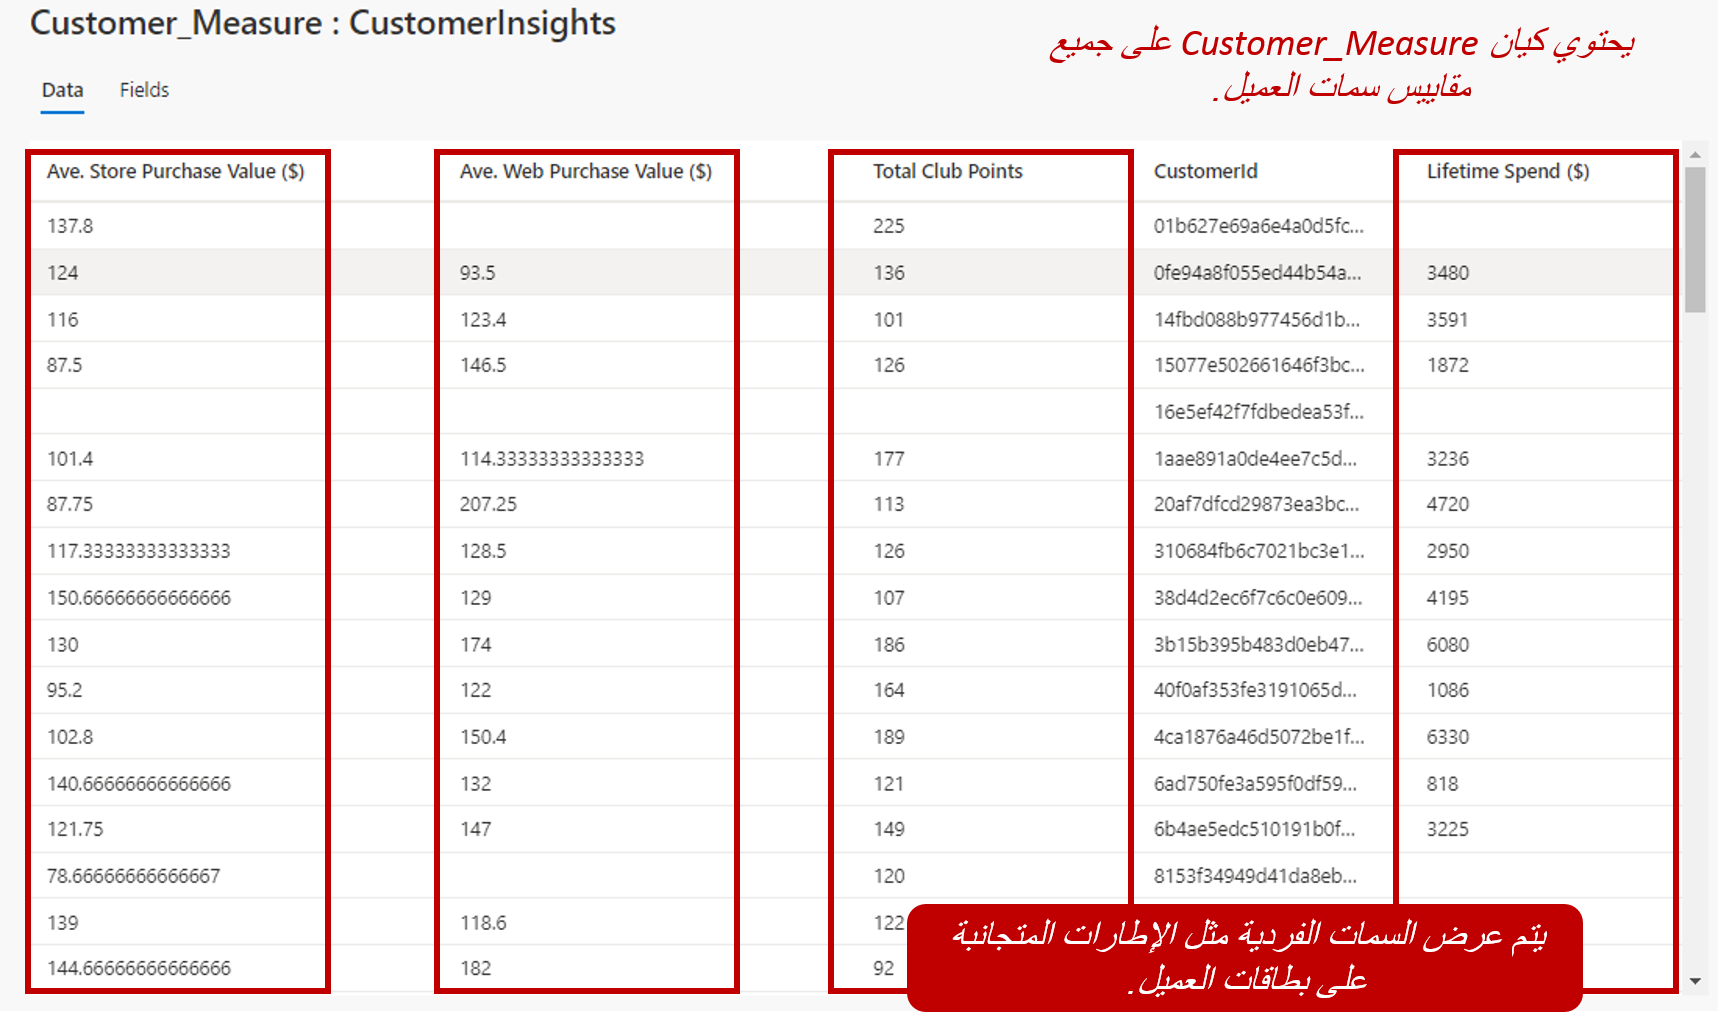 Customer_Measure : CustomerInsights
يحتوي كيان Customer_Measure على جميع
مقاييس سمات العميل.
Data Fields
Ave. Store Purchase Value ($) Ave. Web Purchase Value ($) Total Club Points CustomerId Lifetime Spend ($)
137.8 225 01b627e69a6e4a0d5fc...
124 93.5 136 0fe94a8f055ed44b54a... 3480
116 123.4 101 14fbd088b977456d1b... 3591
87.5 146.5 126 15077e502661646f3bc... 1872
16e5ef42f7fdbedea53f...
101.4 114.33333333333333 177 1aae891a0de4ee7c5d... 3236
87.75 207.25 113 20af7dfcd29873ea3bc... 4720
117.33333333333333 128.5 126 310684fb6c7021bc3e1... 2950
150.66666666666666 129 107 38d4d2ec6f7c6c0e609... 4195
130 174 186 3b15b395b483d0eb47... 6080
95.2 122 164 40f0af353fe3191065d... 1086
102.8 150.4 189 4ca1876a46d5072be1f... 6330
140.66666666666666 132 121 6ad750fe3a595f0df59... 818
121.75 147 149 6b4ae5edc510191b0f... 3225
78.66666666666667 120 8153f34949d41da8eb...
139 118.6 122
144.66666666666666 182 92
يتم عرض السمات الفردية مثل الإطارات المتجانبة
على بطاقات العميل.